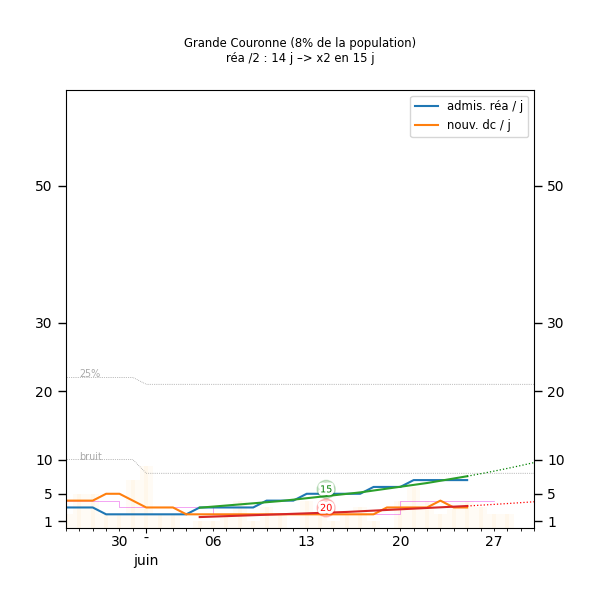 Grande Couronne (8% de la population)
réa /2 : 14 j –> x2 en 15 j
admis. réa / j
nouv. dc / j
50 50
30 30
25%
20 20
bruit
10 10
15
5 5
20
1 1
30 - 06 13 20 27
juin